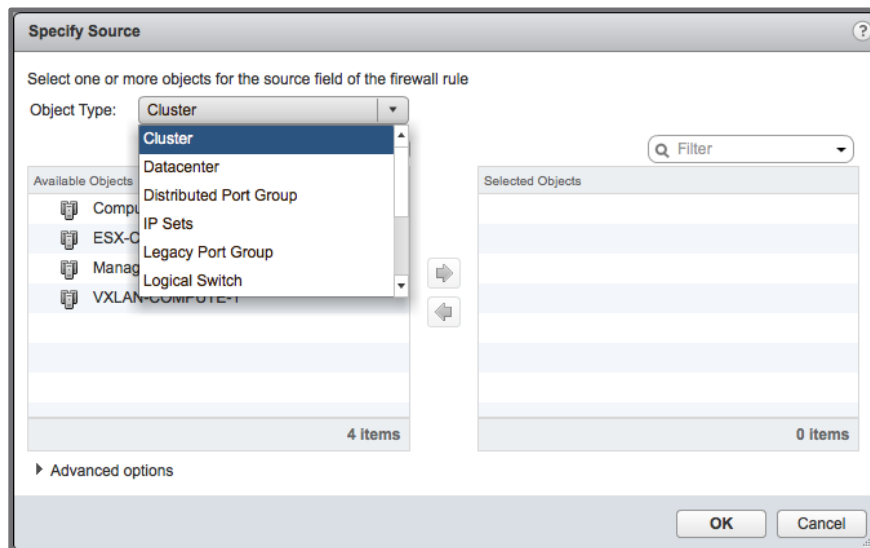 Specify Source
?
Select one or more objects for the source field of the firewall rule
Object Type: Cluster
Cluster
Datacenter
Distributed Port Group
IP Sets
Legacy Port Group
Logical Switch
Filter
Available Objects
Compu
ESX-C
Manag
VXLAN-COMPUTE-1
4 items
Selected Objects
0 items
Advanced options
OK
Cancel